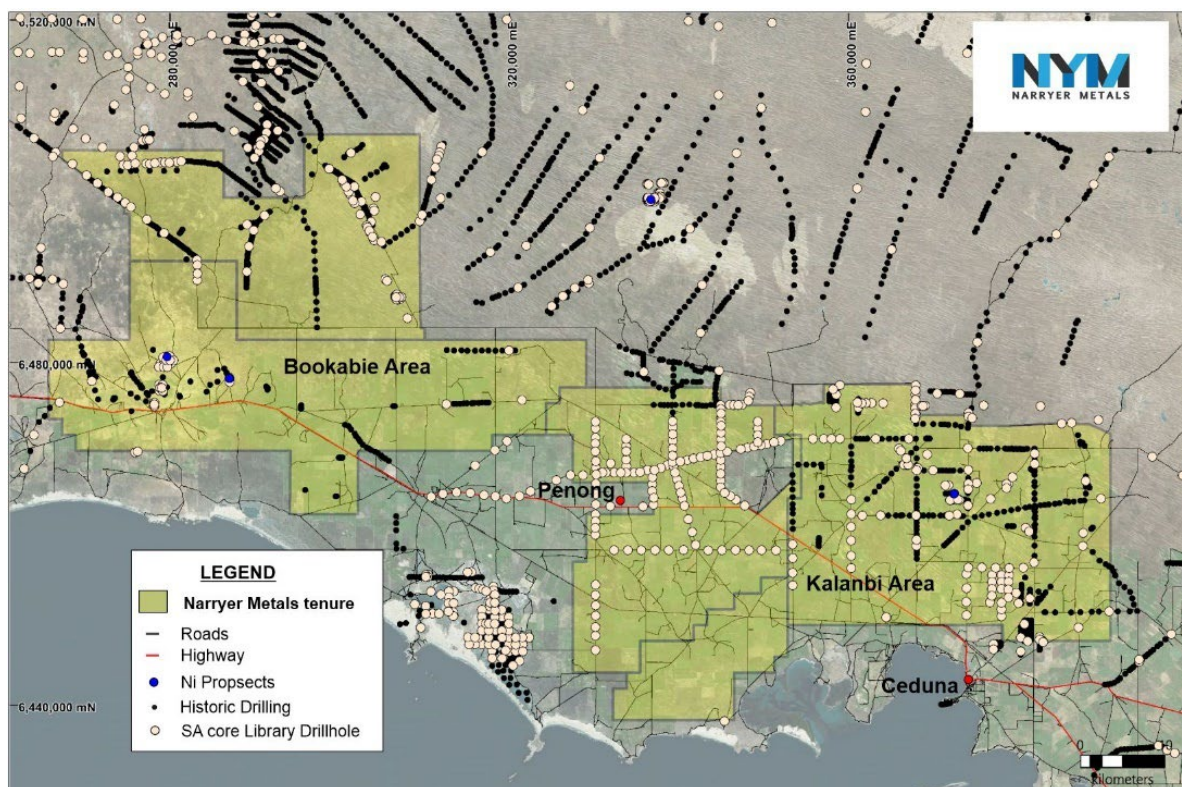 6,520,000 mN
280,000 mE
320,000 mE
360,000 mE
NYM
NARRYER METALS
6,480,000 mN
Bookabie Area
Penong
Kalanbi Area
Ceduna
6,440,000 mN
LEGEND
Narryer Metals tenure
Roads
Highway
Ni Propsects
Historic Drilling
SA core Library Drillhole
0
10
kilometers